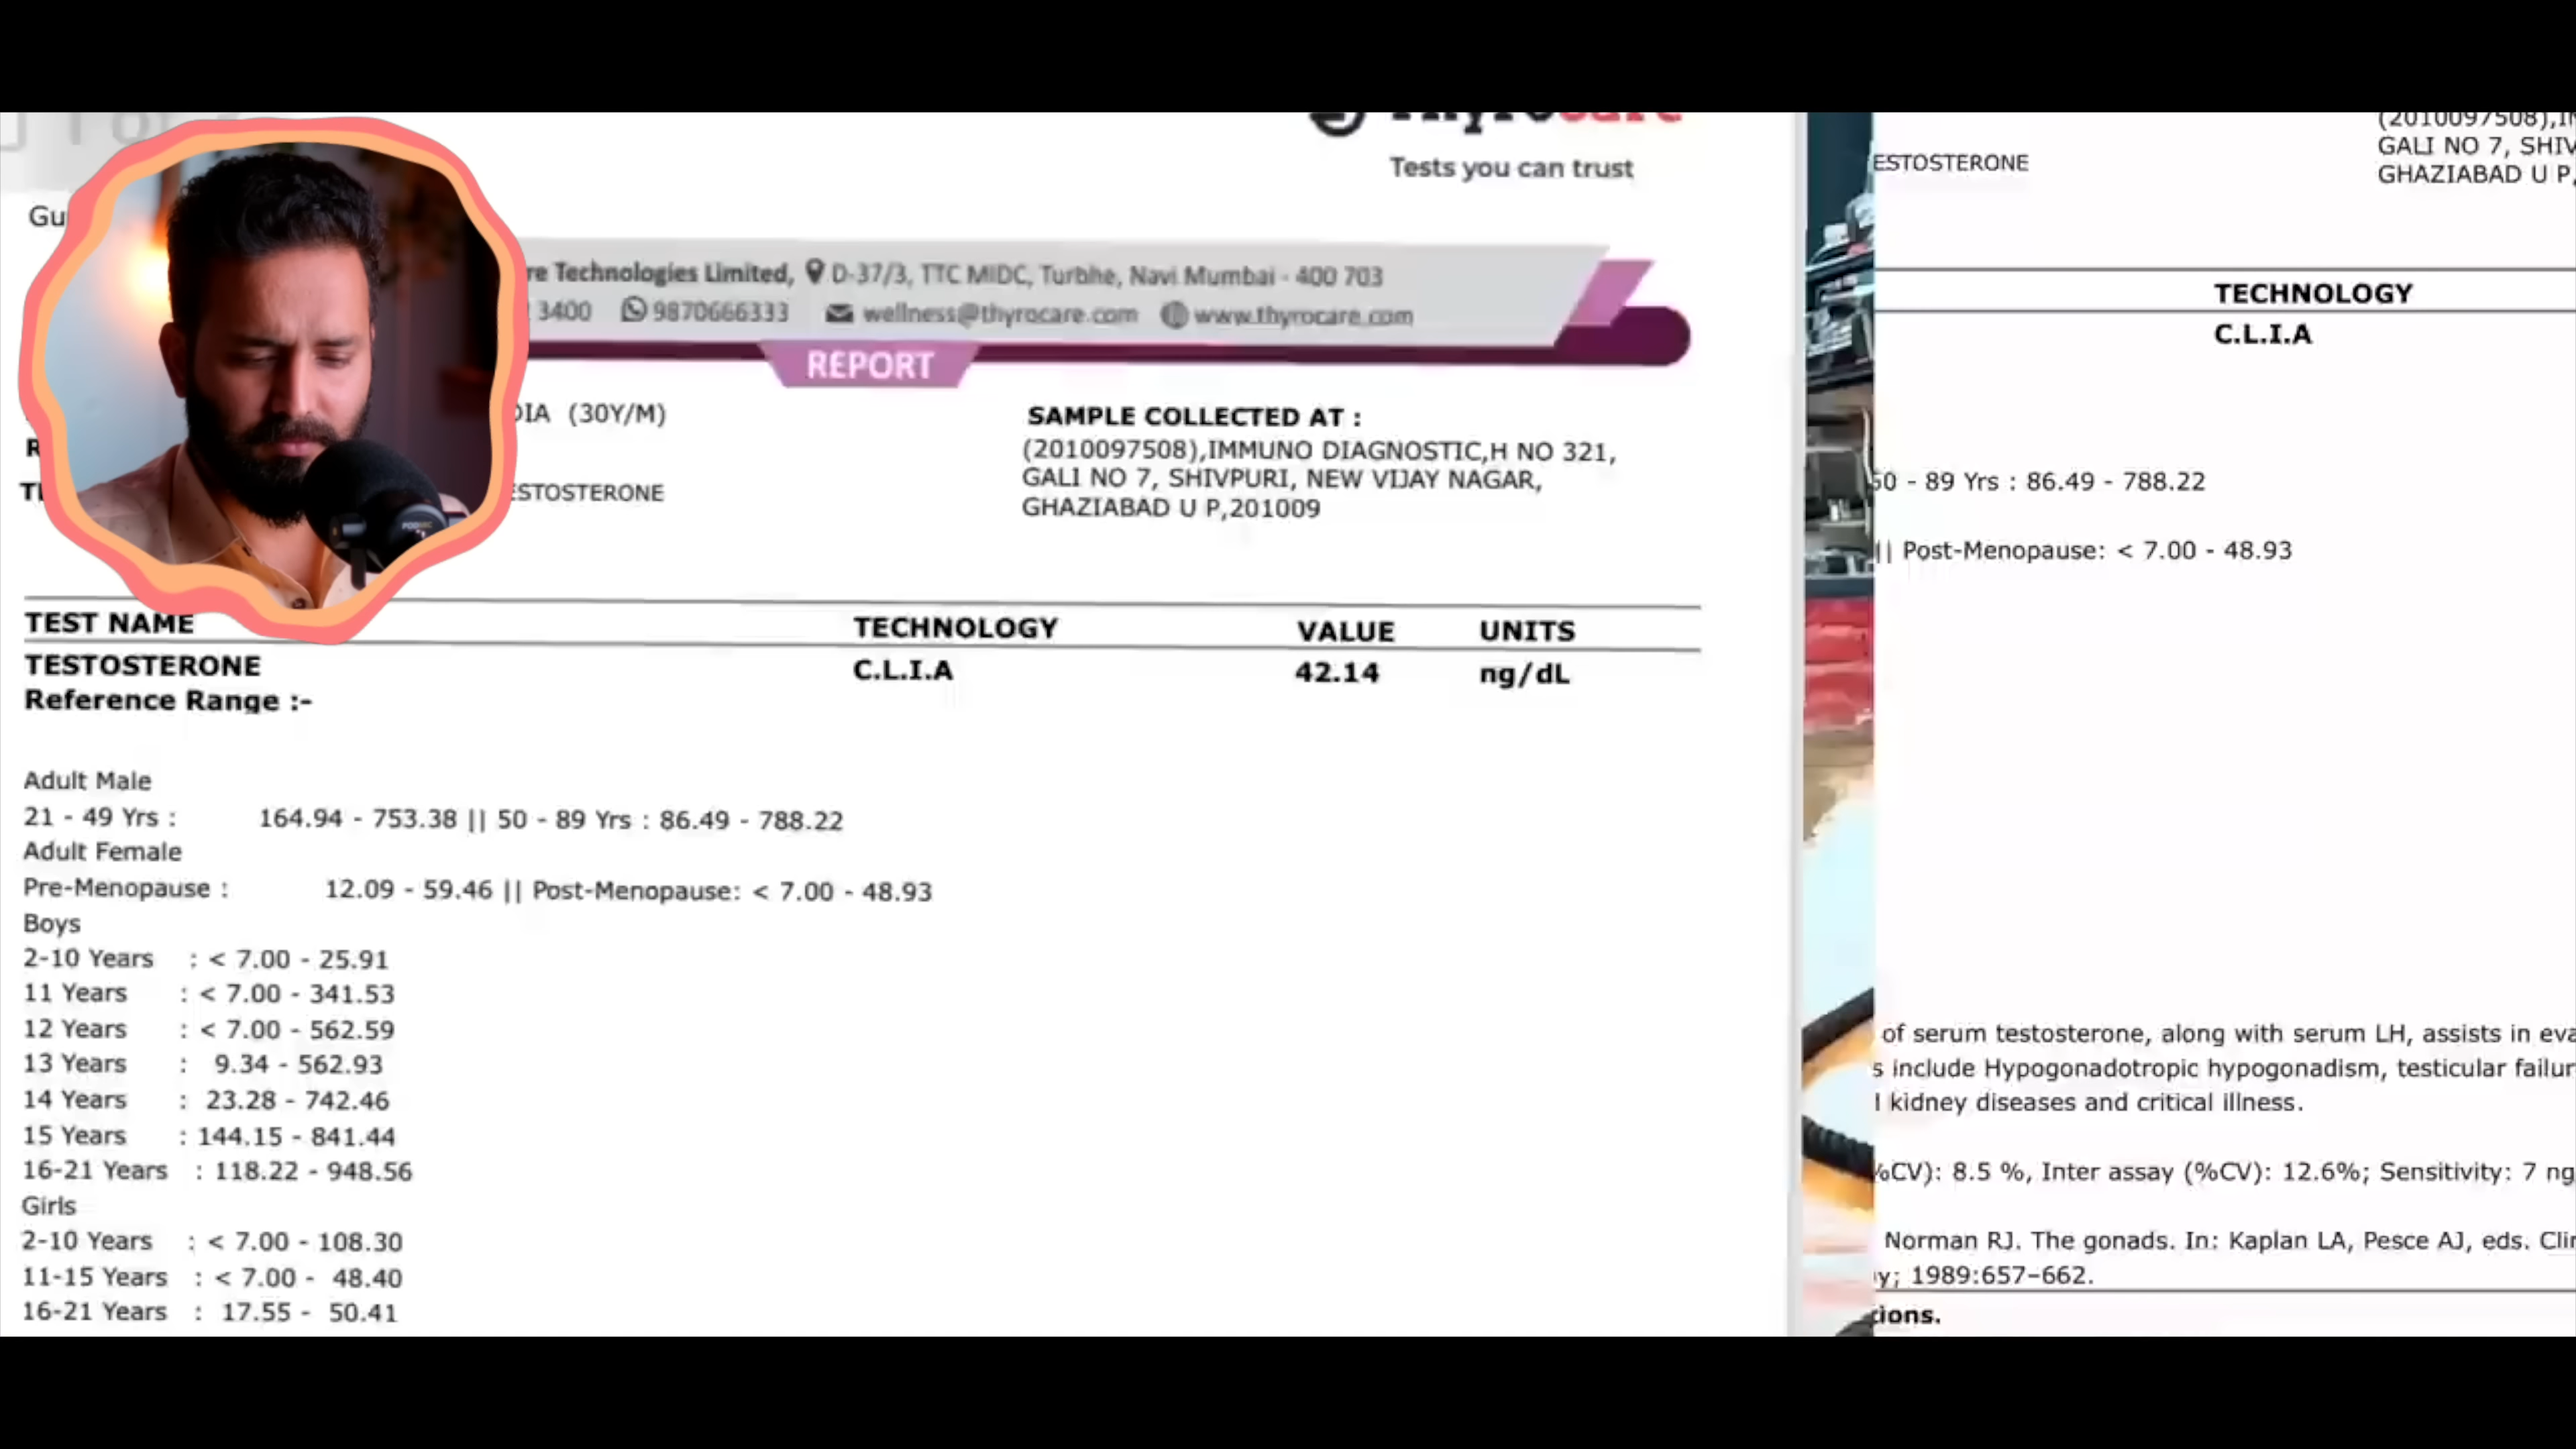 1 of
Thyrocare
Tests you can trust
Gu
re Technologies Limited, D-37/3, TTC MIDC, Turbhe, Navi Mumbai - 400 703
3400 9870666333 wellness@thyrocare.com www.thyrocare.com
REPORT
DIA (30Y/M)
SAMPLE COLLECTED AT :
(2010097508),IMMUNO DIAGNOSTIC,H NO 321,
GALI NO 7, SHIVPURI, NEW VIJAY NAGAR,
ESTOSTERONE
GHAZIABAD U P,201009
TEST NAME TECHNOLOGY VALUE UNITS
TESTOSTERONE C.L.I.A 42.14 ng/dL
Reference Range :-
Adult Male
21 - 49 Yrs : 164.94 - 753.38 || 50 - 89 Yrs : 86.49 - 788.22
Adult Female
Pre-Menopause : 12.09 - 59.46 || Post-Menopause: < 7.00 - 48.93
Boys
2-10 Years : < 7.00 - 25.91
11 Years : < 7.00 - 341.53
12 Years : < 7.00 - 562.59
13 Years : 9.34 - 562.93
14 Years : 23.28 - 742.46
15 Years : 144.15 - 841.44
16-21 Years : 118.22 - 948.56
Girls
2-10 Years : < 7.00 - 108.30
11-15 Years : < 7.00 - 48.40
16-21 Years : 17.55 - 50.41
(2010097508),I
GALI NO 7, SHIV
ESTOSTERONE
GHAZIABAD U P,
TECHNOLOGY
C.L.I.A
50 - 89 Yrs : 86.49 - 788.22
|| Post-Menopause: < 7.00 - 48.93
of serum testosterone, along with serum LH, assists in eva
s include Hypogonadotropic hypogonadism, testicular failur
l kidney diseases and critical illness.
%CV): 8.5 %, Inter assay (%CV): 12.6%; Sensitivity: 7 ng
Norman RJ. The gonads. In: Kaplan LA, Pesce AJ, eds. Clin
y; 1989:657-662.
tions.